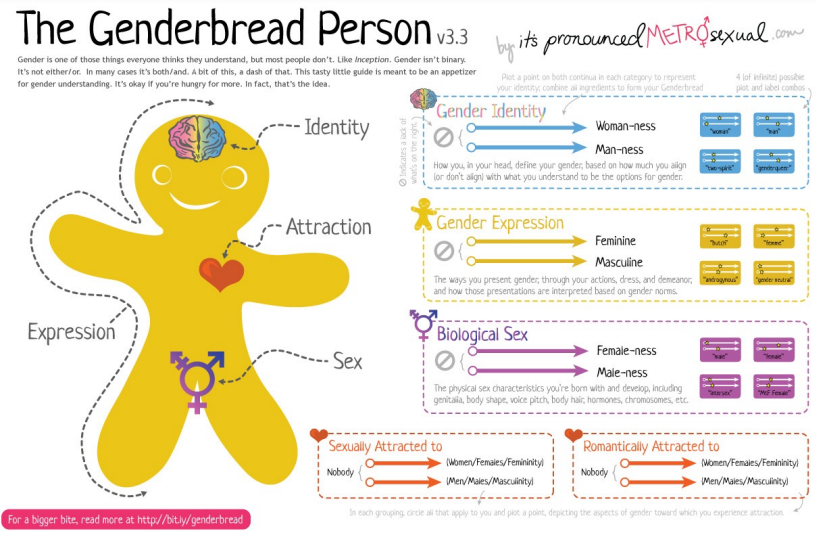 The Genderbread Person v3.3
by it's pronounced METROsexual.com
Gender is one of those things everyone thinks they understand, but most people don't. Like Inception. Gender isn't binary.
It's not either/or. In many cases it's both/and. A bit of this, a dash of that. This tasty little guide is meant to be an appetizer
for gender understanding. It's okay if you're hungry for more. In fact, that's the idea.
Identity
Attraction
Expression
Sex
Plot a point on both continua in each category to represent
your identity; combine all ingredients to form your Genderbread
4 (of infinite) possible
plot and label combos
Indicates a lack of
what's on the right.
Gender Identity
Woman-ness
Man-ness
"woman"
"man"
"two-spirit"
"genderqueer"
How you, in your head, define your gender, based on how much you align
(or don't align) with what you understand to be the options for gender.
Gender Expression
Feminine
Masculine
"butch"
"femme"
"androgynous"
"gender neutral"
The ways you present gender, through your actions, dress, and demeanor,
and how those presentations are interpreted based on gender norms.
Biological Sex
Female-ness
Male-ness
"male"
"female"
"intersex"
"MtF Female"
The physical sex characteristics you're born with and develop, including
genitalia, body shape, voice pitch, body hair, hormones, chromosomes, etc.
Sexually Attracted to
Nobody
(Women/Females/Femininity)
(Men/Males/Masculinity)
Romantically Attracted to
Nobody
(Women/Females/Femininity)
(Men/Males/Masculinity)
In each grouping, circle all that apply to you and plot a point, depicting the aspects of gender toward which you experience attraction.
For a bigger bite, read more at http://bit.ly/genderbread